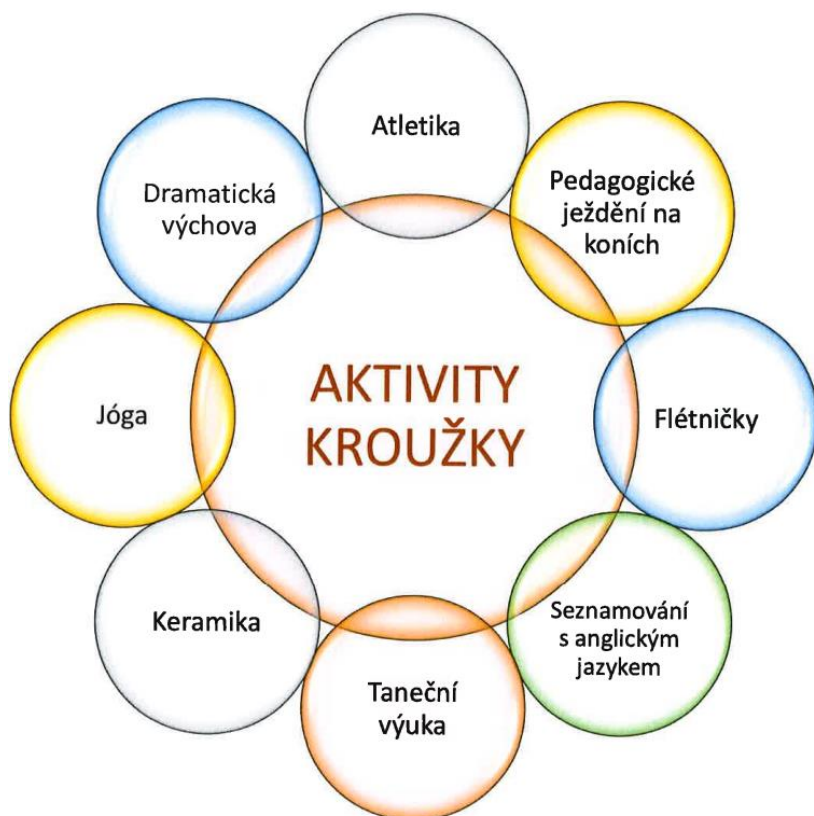 Atletika
Pedagogické
ježdění na
koních
Flétničky
Seznamování
s anglickým
jazykem
Taneční
výuka
Keramika
Jóga
Dramatická
výchova
AKTIVITY
KROUŽKY